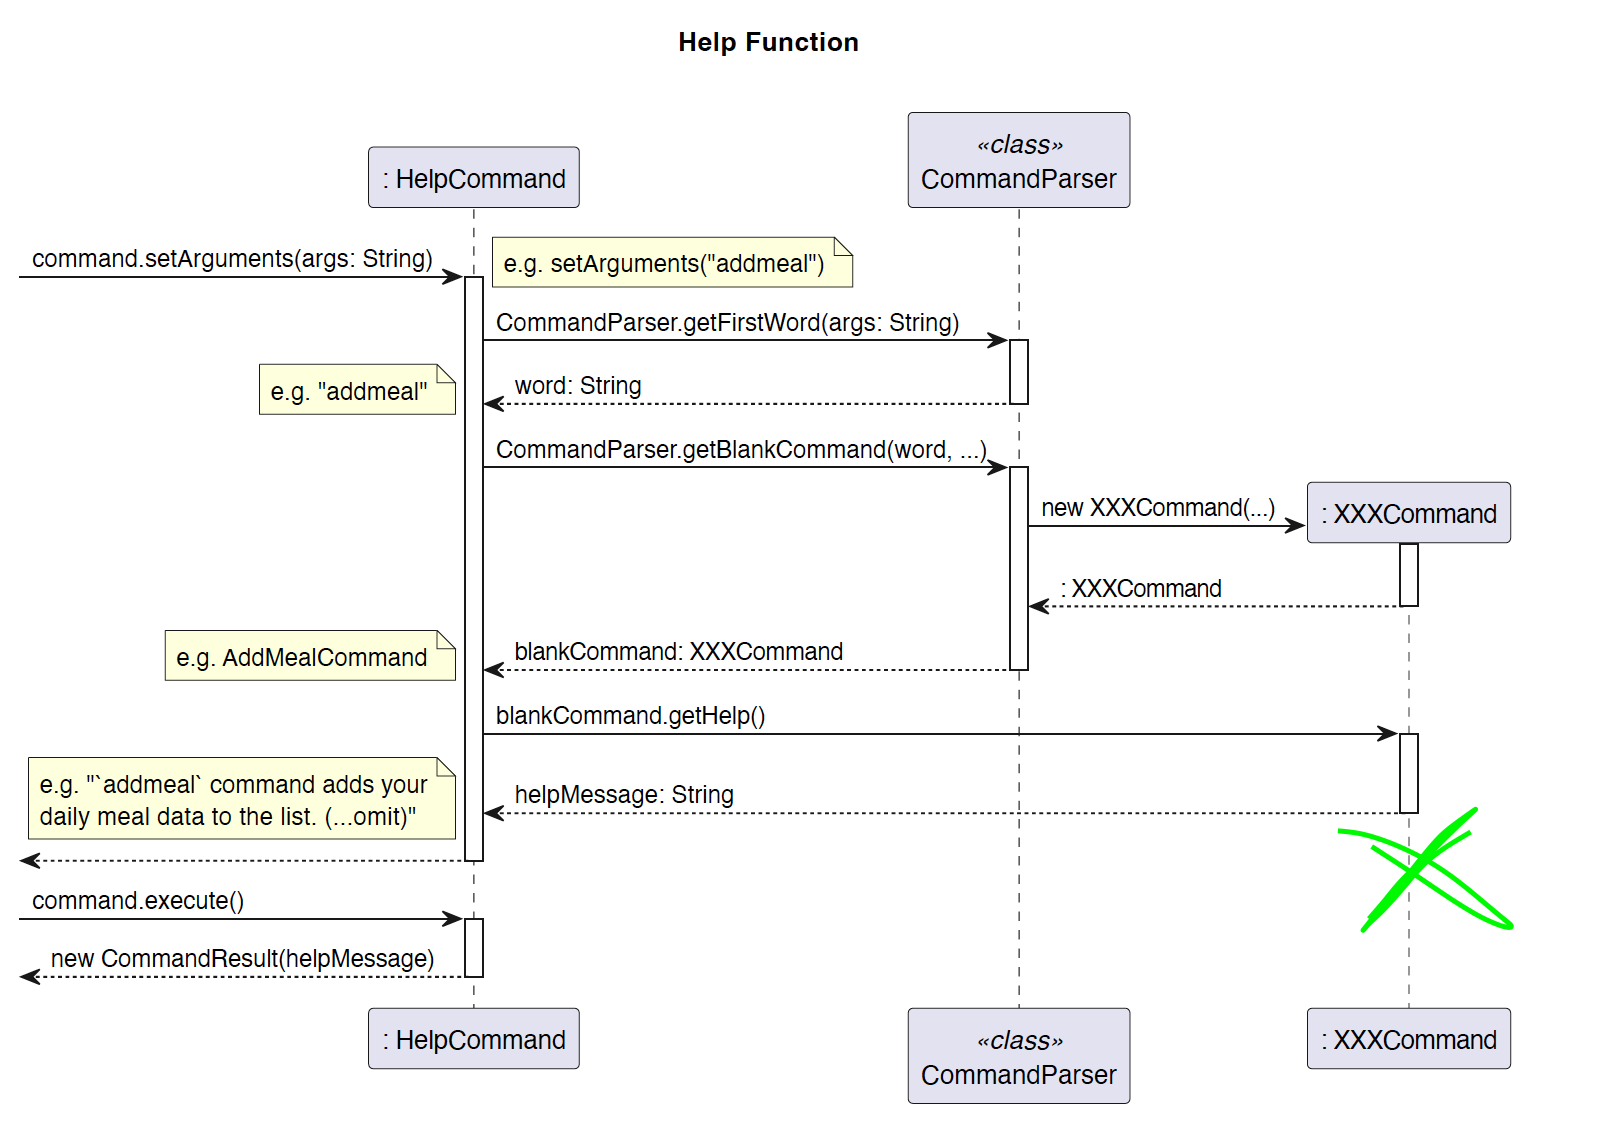 Help Function
«class»
CommandParser
: HelpCommand
command.setArguments(args: String)
e.g. setArguments("addmeal")
CommandParser.getFirstWord(args: String)
e.g. "addmeal"
word: String
CommandParser.getBlankCommand(word, ...)
new XXXCommand(...)
: XXXCommand
: XXXCommand
e.g. AddMealCommand
blankCommand: XXXCommand
blankCommand.getHelp()
e.g. "`addmeal` command adds your
daily meal data to the list. (...omit)"
helpMessage: String
command.execute()
new CommandResult(helpMessage)
: HelpCommand
«class»
CommandParser
: XXXCommand